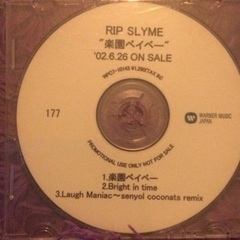 RIP SLYME
"楽園ベイベー"
'02.6.26 ON SALE
177
WARNER MUSIC
JAPAN
PROMOTIONAL USE ONLY NOT FOR SALE
1.楽園ベイベー
2.Bright in time
3.Laugh Maniac～senyol coconats remix